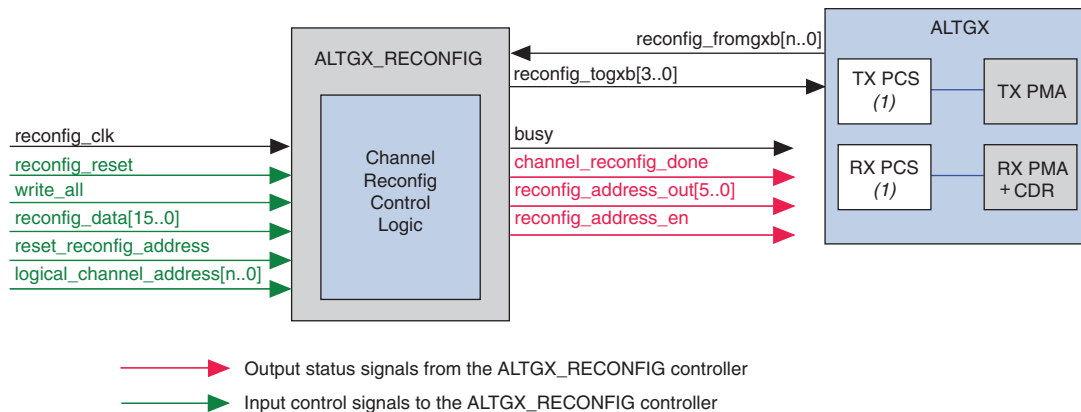 reconfig_fromgxb[n..0]
ALTGX
ALTGX_RECONFIG
reconfig_togxb[3..0]
TX PCS
(1)
TX PMA
reconfig_clk
reconfig_reset
write_all
reconfig_data[15..0]
reset_reconfig_address
logical_channel_address[n..0]
Channel
Reconfig
Control
Logic
busy
channel_reconfig_done
reconfig_address_out[5..0]
reconfig_address_en
RX PCS
(1)
RX PMA
+ CDR
Output status signals from the ALTGX_RECONFIG controller
Input control signals to the ALTGX_RECONFIG controller